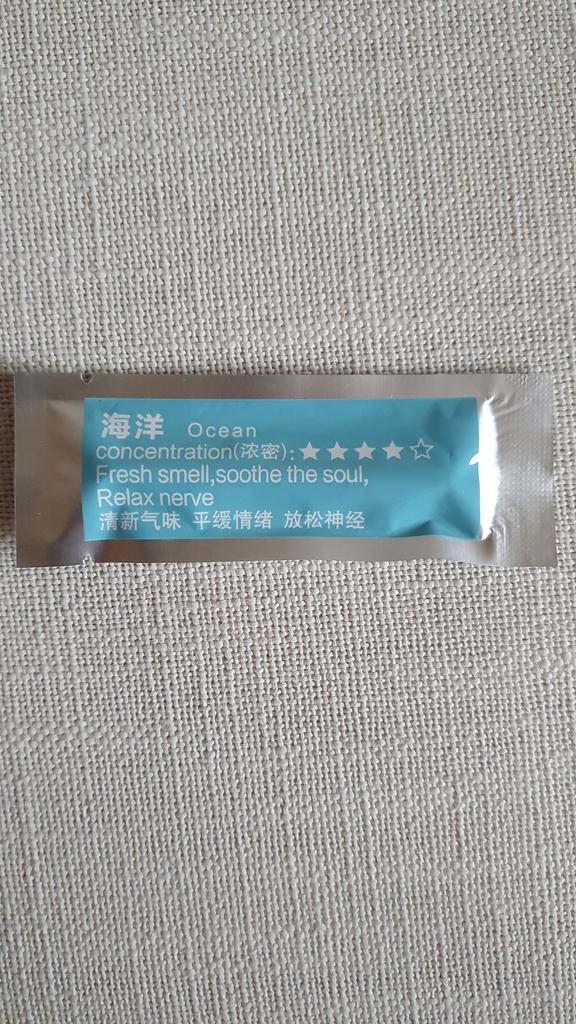 海洋 Ocean
concentration(浓密):★★★★☆
Fresh smell,soothe the soul,
Relax nerve
清新气味 平缓情绪 放松神经